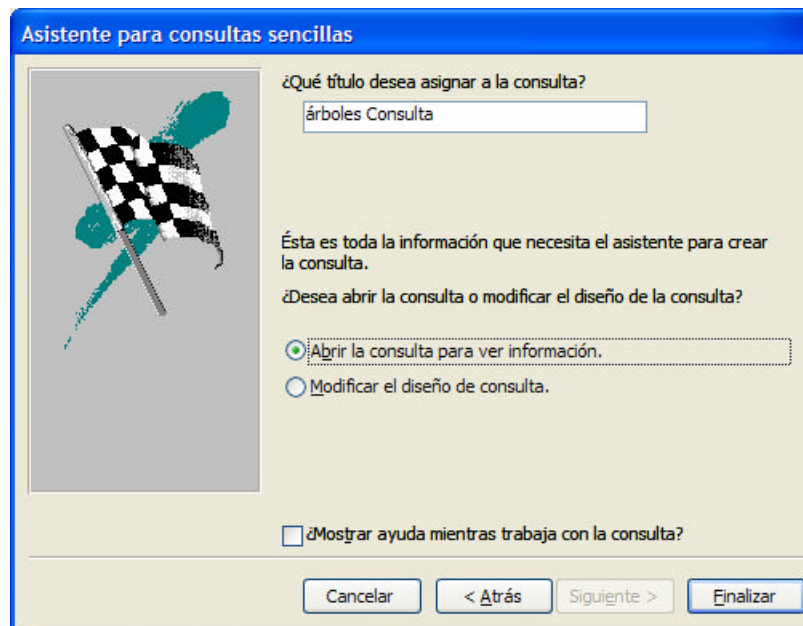 Asistente para consultas sencillas
¿Qué título desea asignar a la consulta?
árboles Consulta
Ésta es toda la información que necesita el asistente para crear
la consulta.
¿Desea abrir la consulta o modificar el diseño de la consulta?
Abrir la consulta para ver información.
Modificar el diseño de consulta.
¿Mostrar ayuda mientras trabaja con la consulta?
Cancelar < Atrás Siguiente > Finalizar